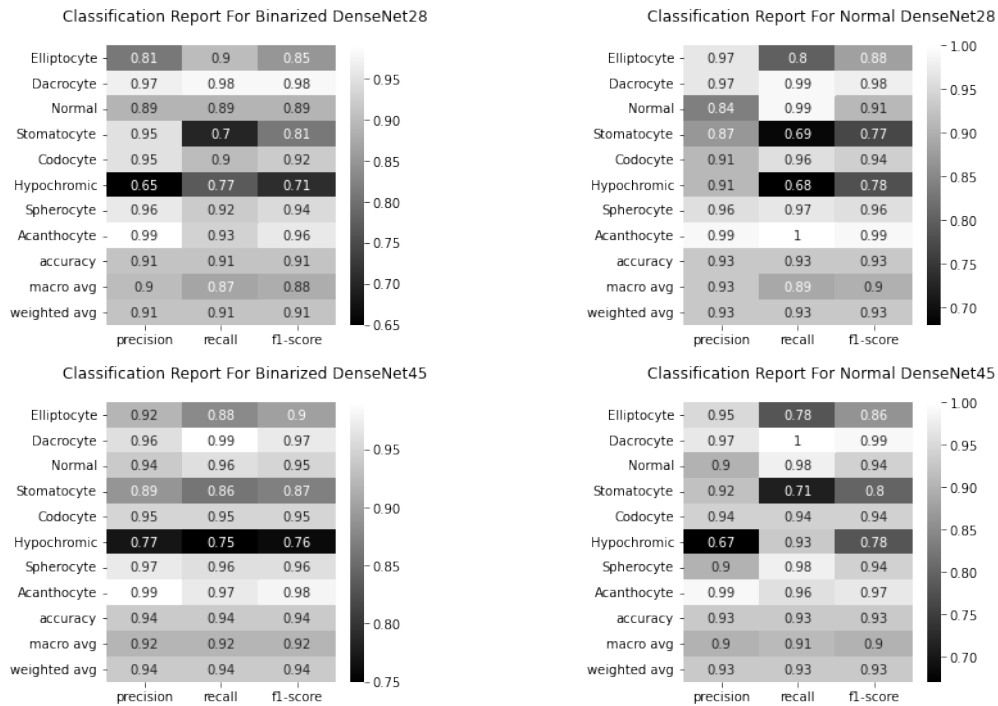 Classification Report For Binarized DenseNet28
Elliptocyte 0.81 0.9 0.85
Dacrocyte 0.97 0.98 0.98
Normal 0.89 0.89 0.89
Stomatocyte 0.95 0.7 0.81
Codocyte 0.95 0.9 0.92
Hypochromic 0.65 0.77 0.71
Spherocyte 0.96 0.92 0.94
Acanthocyte 0.99 0.93 0.96
accuracy 0.91 0.91 0.91
macro avg 0.9 0.87 0.88
weighted avg 0.91 0.91 0.91
precision recall f1-score
0.95
0.90
0.85
0.80
0.75
0.70
0.65
Classification Report For Normal DenseNet28
Elliptocyte 0.97 0.8 0.88
Dacrocyte 0.97 0.99 0.98
Normal 0.84 0.99 0.91
Stomatocyte 0.87 0.69 0.77
Codocyte 0.91 0.96 0.94
Hypochromic 0.91 0.68 0.78
Spherocyte 0.96 0.97 0.96
Acanthocyte 0.99 1 0.99
accuracy 0.93 0.93 0.93
macro avg 0.93 0.89 0.9
weighted avg 0.93 0.93 0.93
precision recall f1-score
1.00
0.95
0.90
0.85
0.80
0.75
0.70
Classification Report For Binarized DenseNet45
Elliptocyte 0.92 0.88 0.9
Dacrocyte 0.96 0.99 0.97
Normal 0.94 0.96 0.95
Stomatocyte 0.89 0.86 0.87
Codocyte 0.95 0.95 0.95
Hypochromic 0.77 0.75 0.76
Spherocyte 0.97 0.96 0.96
Acanthocyte 0.99 0.97 0.98
accuracy 0.94 0.94 0.94
macro avg 0.92 0.92 0.92
weighted avg 0.94 0.94 0.94
precision recall f1-score
0.95
0.90
0.85
0.80
0.75
Classification Report For Normal DenseNet45
Elliptocyte 0.95 0.78 0.86
Dacrocyte 0.97 1 0.99
Normal 0.9 0.98 0.94
Stomatocyte 0.92 0.71 0.8
Codocyte 0.94 0.94 0.94
Hypochromic 0.67 0.93 0.78
Spherocyte 0.9 0.98 0.94
Acanthocyte 0.99 0.96 0.97
accuracy 0.93 0.93 0.93
macro avg 0.9 0.91 0.9
weighted avg 0.93 0.93 0.93
precision recall f1-score
1.00
0.95
0.90
0.85
0.80
0.75
0.70